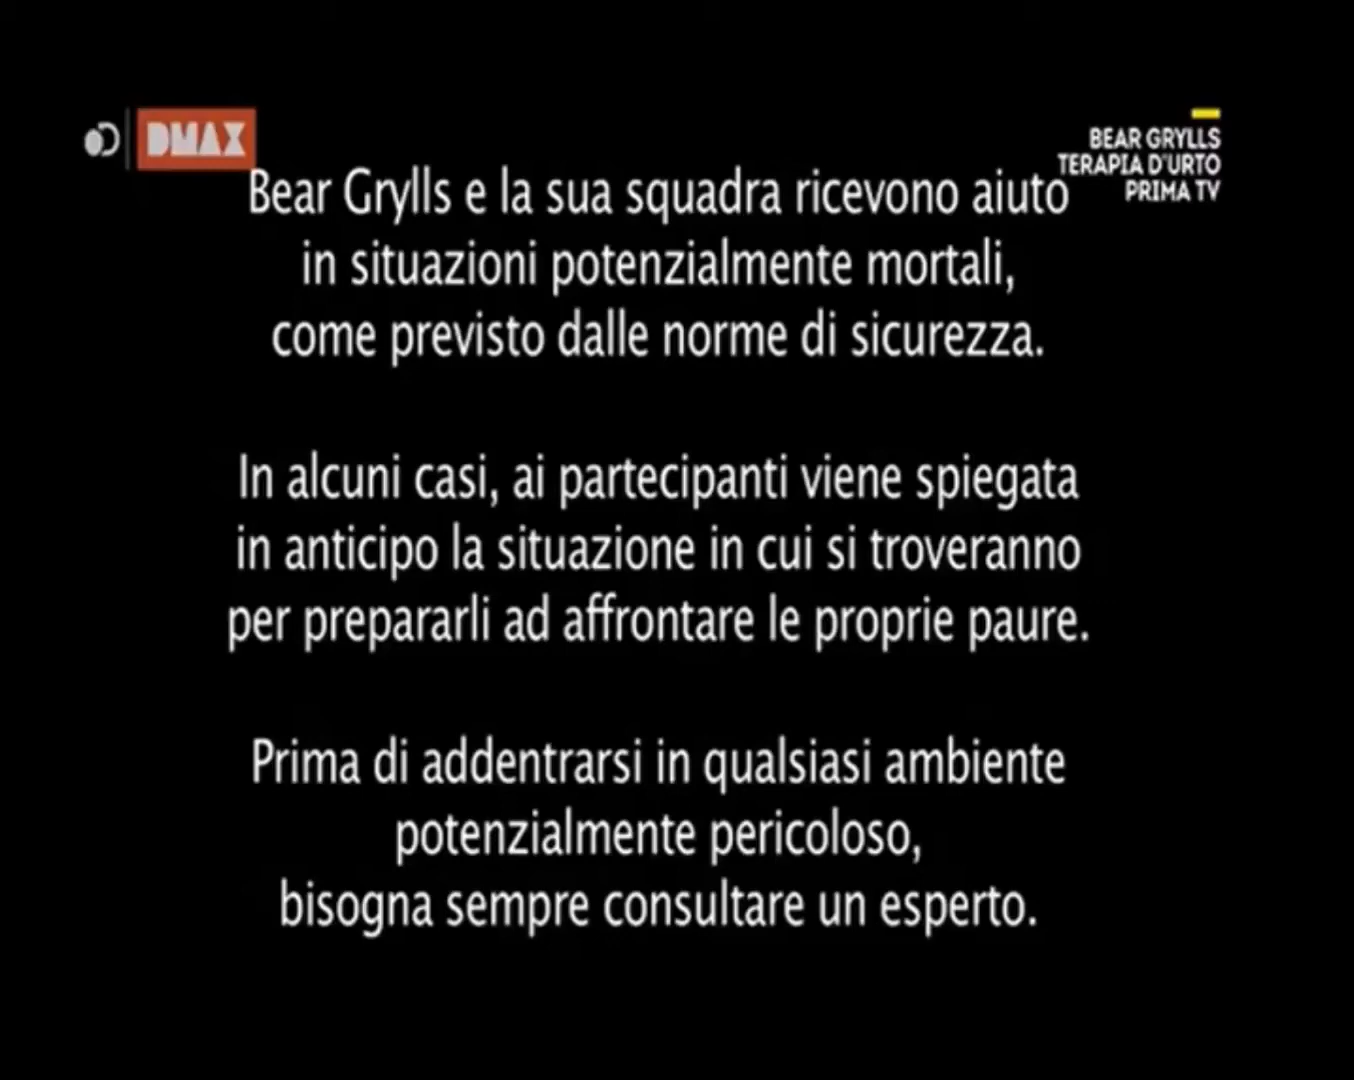 DMAX
BEAR GRYLLS
TERAPIA D'URTO
PRIMA TV
Bear Grylls e la sua squadra ricevono aiuto
in situazioni potenzialmente mortali,
come previsto dalle norme di sicurezza.
In alcuni casi, ai partecipanti viene spiegata
in anticipo la situazione in cui si troveranno
per prepararli ad affrontare le proprie paure.
Prima di addentrarsi in qualsiasi ambiente
potenzialmente pericoloso,
bisogna sempre consultare un esperto.